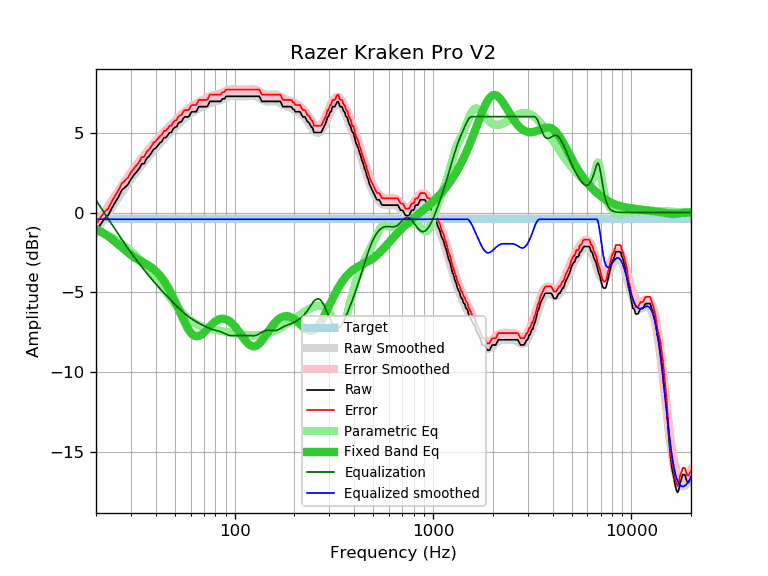 Razer Kraken Pro V2
Amplitude (dBr)
5
0
−5
−10
−15
Target
Raw Smoothed
Error Smoothed
Raw
Error
Parametric Eq
Fixed Band Eq
Equalization
Equalized smoothed
100
1000
10000
Frequency (Hz)